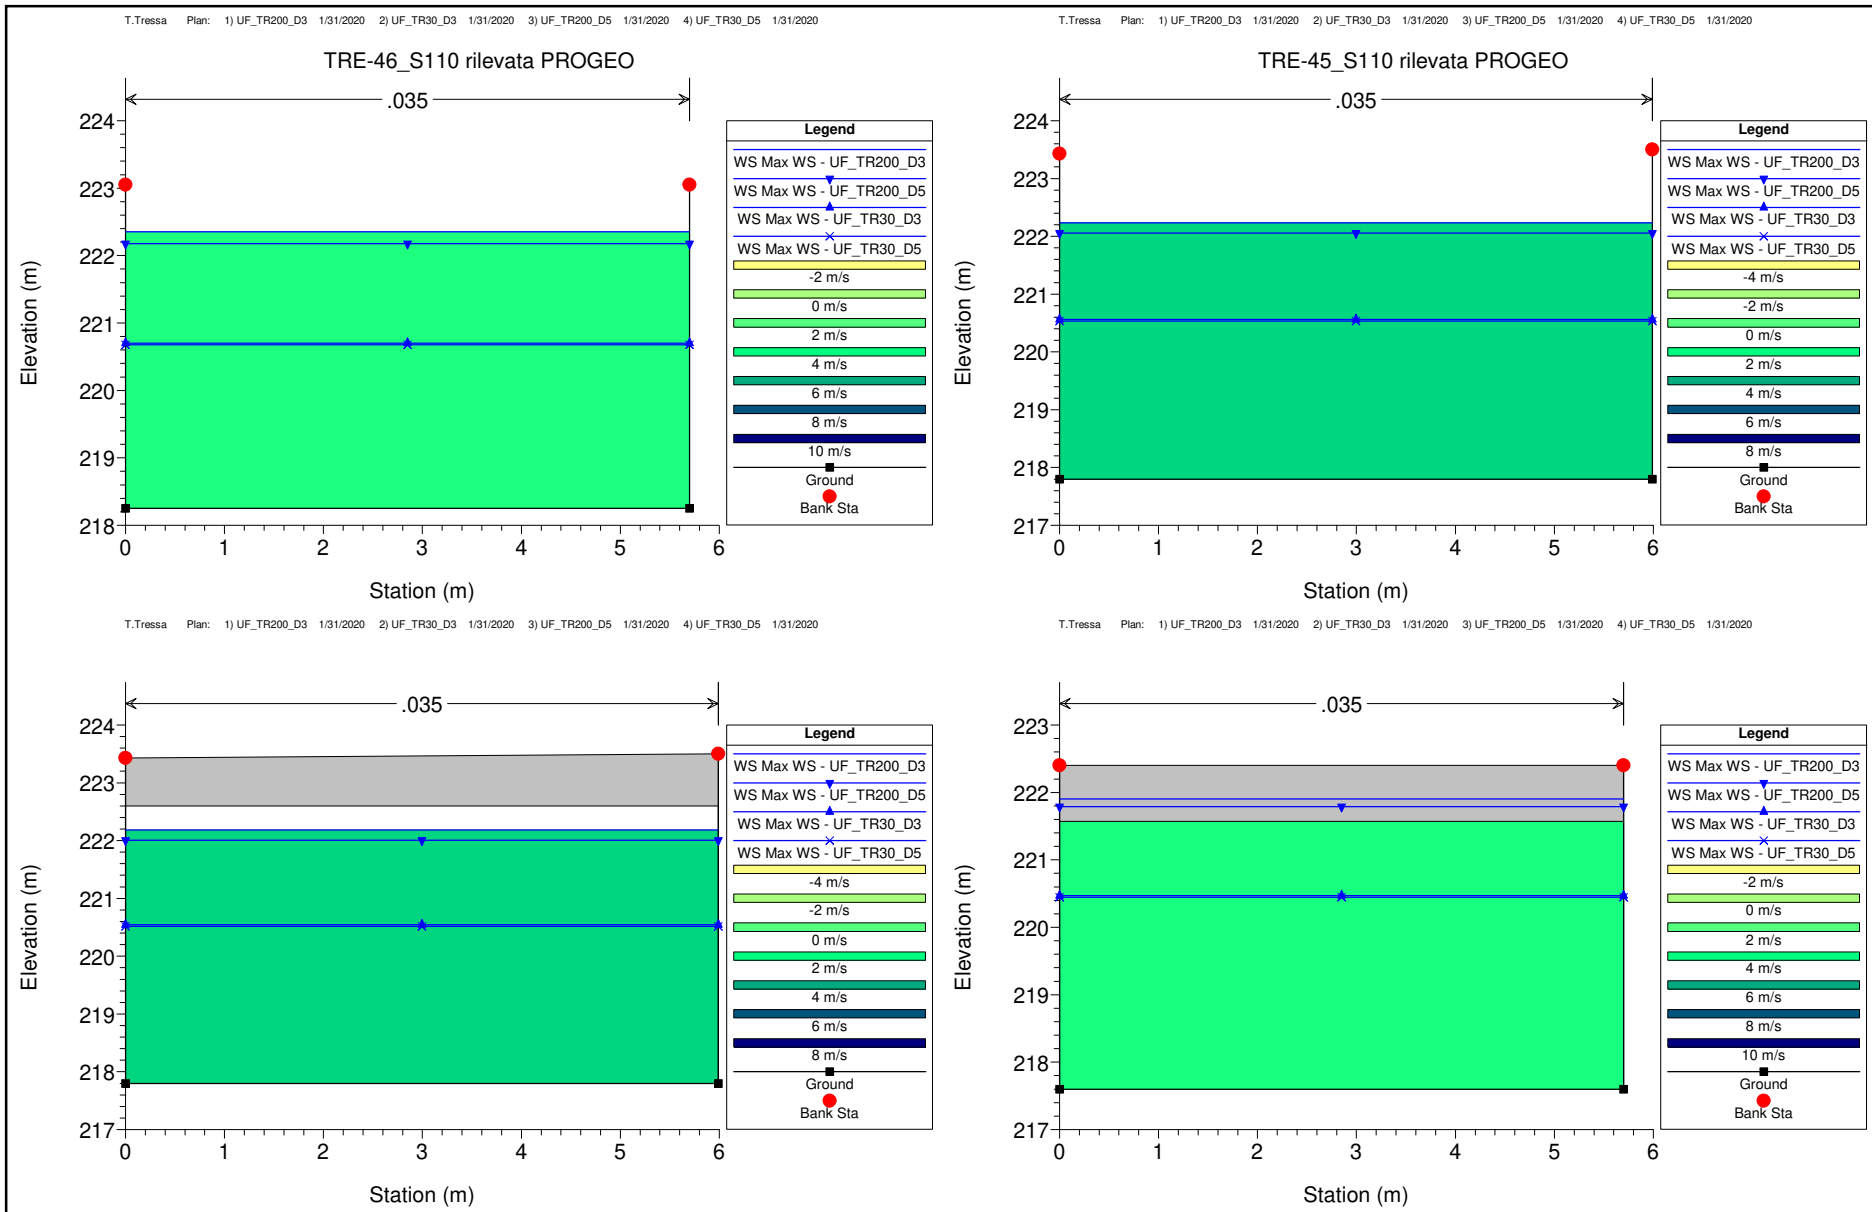 T.Tressa Plan: 1) UF_TR200_D3 1/31/2020 2) UF_TR30_D3 1/31/2020 3) UF_TR200_D5 1/31/2020 4) UF_TR30_D5 1/31/2020
TRE-46_S110 rilevata PROGEO
.035
224
223
222
221
220
219
218
Elevation (m)
0 1 2 3 4 5 6
Station (m)
Legend
WS Max WS - UF_TR200_D3
WS Max WS - UF_TR200_D5
WS Max WS - UF_TR30_D3
WS Max WS - UF_TR30_D5
-2 m/s
0 m/s
2 m/s
4 m/s
6 m/s
8 m/s
10 m/s
Ground
Bank Sta
T.Tressa Plan: 1) UF_TR200_D3 1/31/2020 2) UF_TR30_D3 1/31/2020 3) UF_TR200_D5 1/31/2020 4) UF_TR30_D5 1/31/2020
TRE-45_S110 rilevata PROGEO
.035
224
223
222
221
220
219
218
217
Elevation (m)
0 1 2 3 4 5 6
Station (m)
Legend
WS Max WS - UF_TR200_D3
WS Max WS - UF_TR200_D5
WS Max WS - UF_TR30_D3
WS Max WS - UF_TR30_D5
-4 m/s
-2 m/s
0 m/s
2 m/s
4 m/s
6 m/s
8 m/s
Ground
Bank Sta
T.Tressa Plan: 1) UF_TR200_D3 1/31/2020 2) UF_TR30_D3 1/31/2020 3) UF_TR200_D5 1/31/2020 4) UF_TR30_D5 1/31/2020
.035
224
223
222
221
220
219
218
217
Elevation (m)
0 1 2 3 4 5 6
Station (m)
Legend
WS Max WS - UF_TR200_D3
WS Max WS - UF_TR200_D5
WS Max WS - UF_TR30_D3
WS Max WS - UF_TR30_D5
-4 m/s
-2 m/s
0 m/s
2 m/s
4 m/s
6 m/s
8 m/s
Ground
Bank Sta
T.Tressa Plan: 1) UF_TR200_D3 1/31/2020 2) UF_TR30_D3 1/31/2020 3) UF_TR200_D5 1/31/2020 4) UF_TR30_D5 1/31/2020
.035
223
222
221
220
219
218
217
Elevation (m)
0 1 2 3 4 5 6
Station (m)
Legend
WS Max WS - UF_TR200_D3
WS Max WS - UF_TR200_D5
WS Max WS - UF_TR30_D3
WS Max WS - UF_TR30_D5
-2 m/s
0 m/s
2 m/s
4 m/s
6 m/s
8 m/s
10 m/s
Ground
Bank Sta